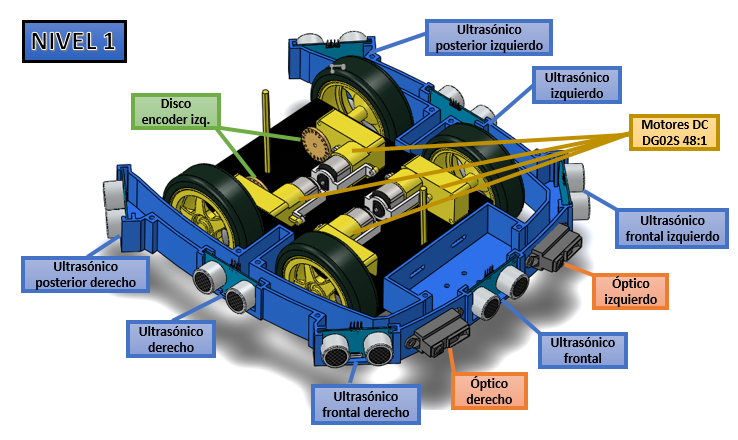 NIVEL 1
Ultrasónico
posterior izquierdo
Ultrasónico
izquierdo
Disco
encoder izq.
Motores DC
DG02S 48:1
Ultrasónico
frontal izquierdo
Ultrasónico
posterior derecho
Óptico
izquierdo
Ultrasónico
derecho
Ultrasónico
frontal
Óptico
derecho
Ultrasónico
frontal derecho